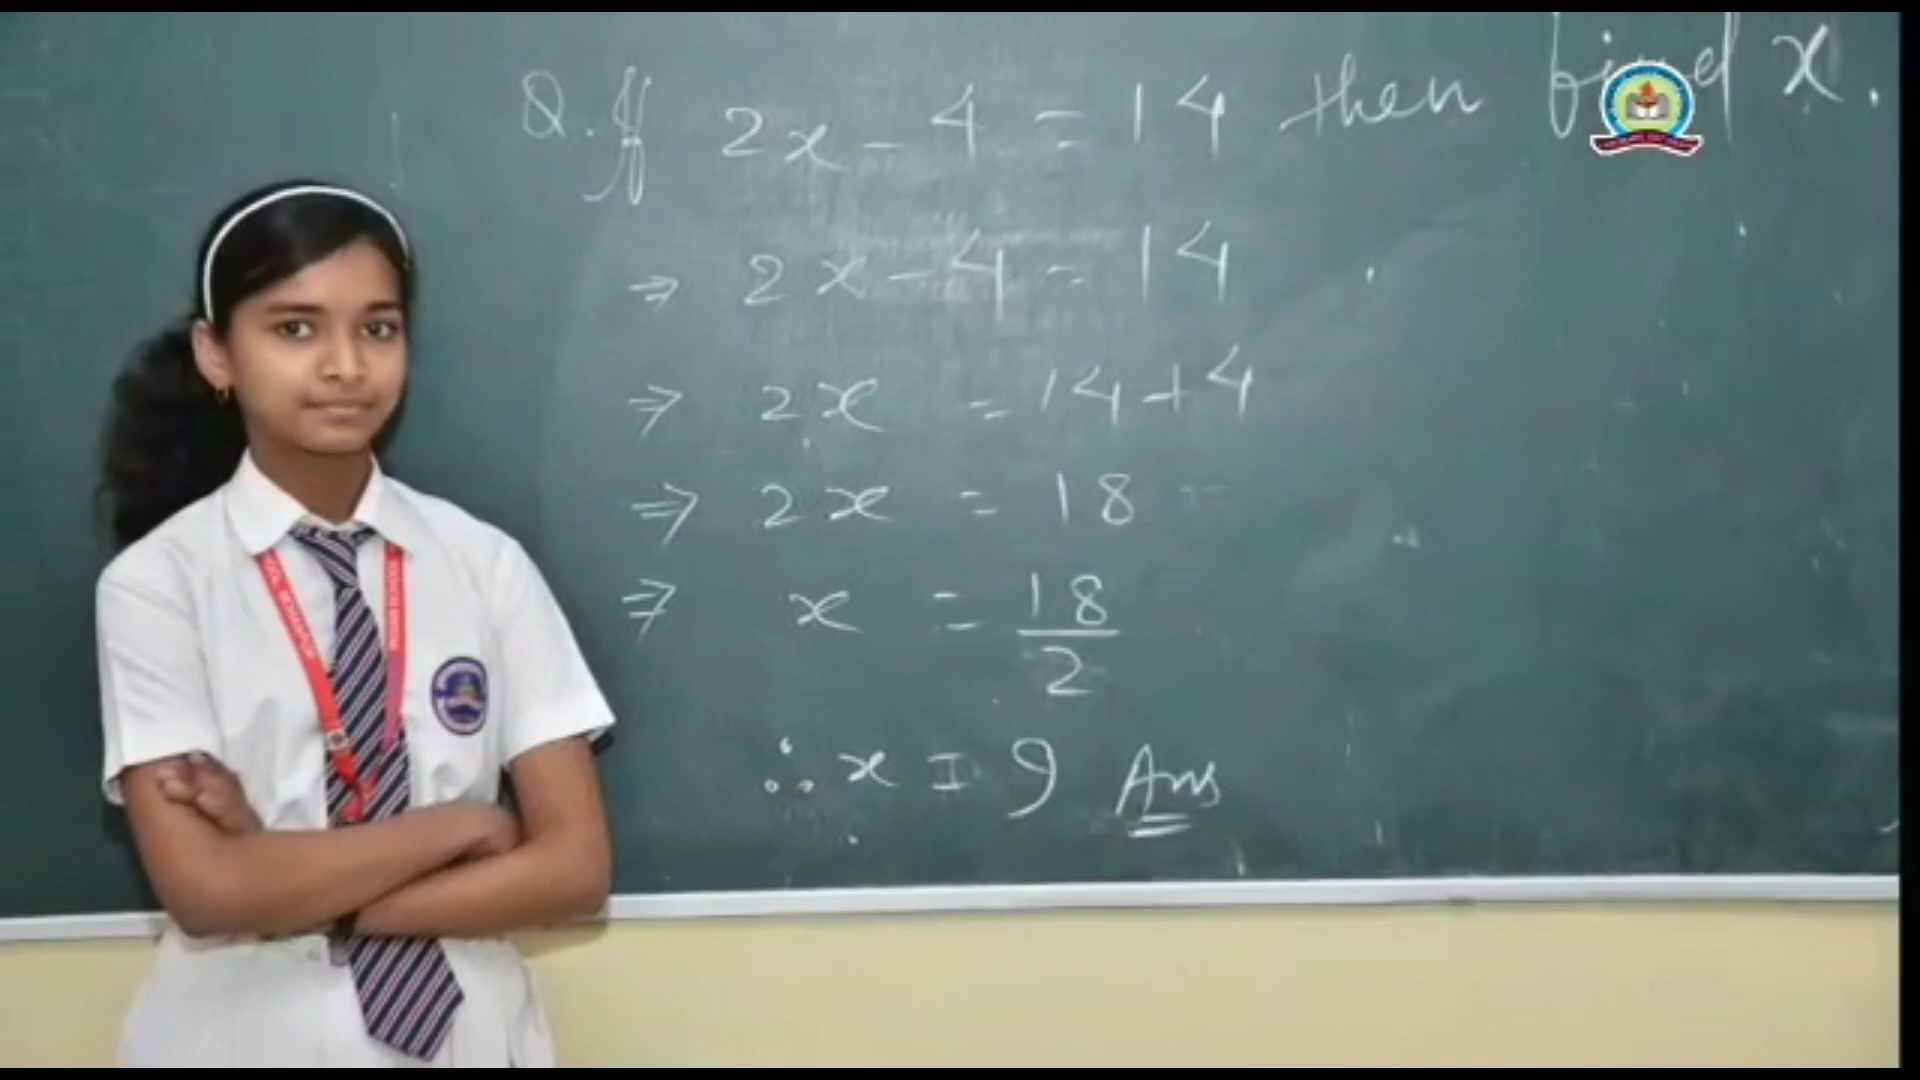 Q. If 2x - 4 = 14 then find x.
⇒ 2x - 4 = 14
⇒ 2x = 14 + 4
⇒ 2x = 18
⇒ x = 18/2
∴ x = 9 Ans